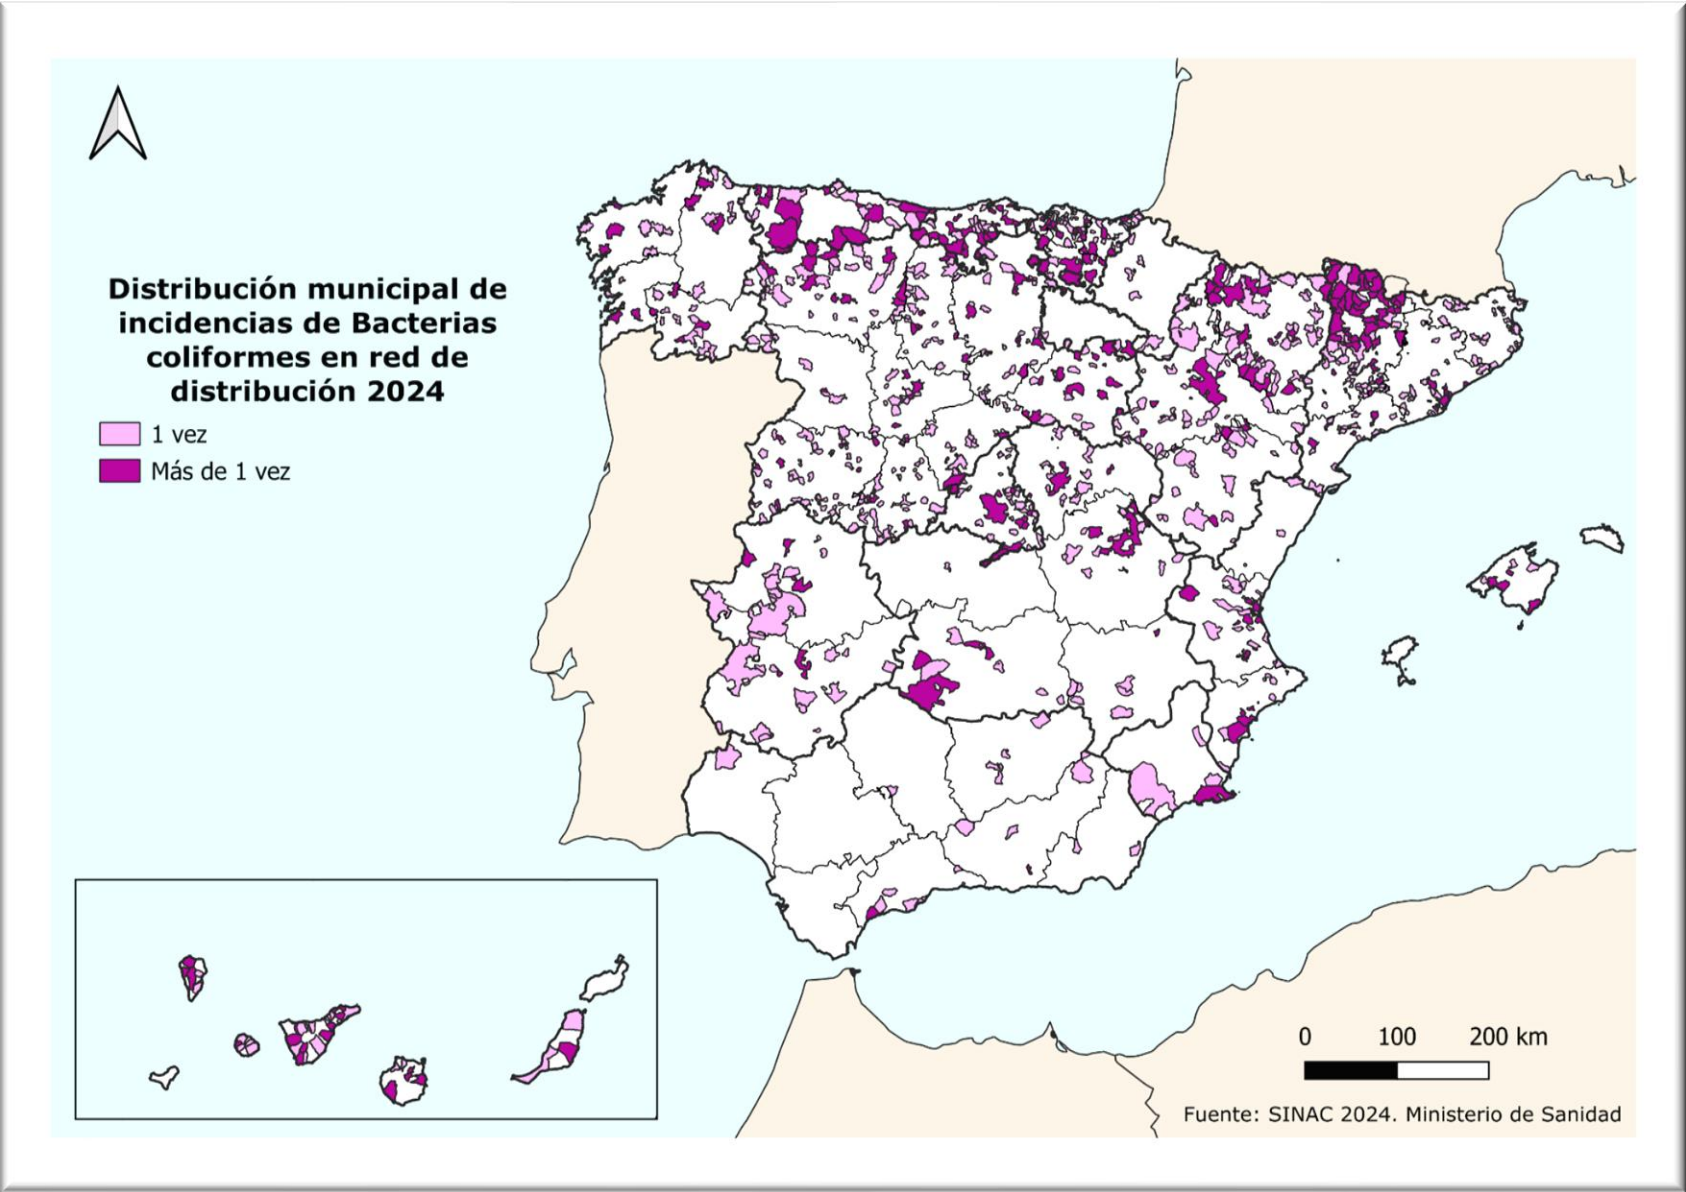 Distribución municipal de
incidencias de Bacterias
coliformes en red de
distribución 2024
1 vez
Más de 1 vez
0 100 200 km
Fuente: SINAC 2024. Ministerio de Sanidad